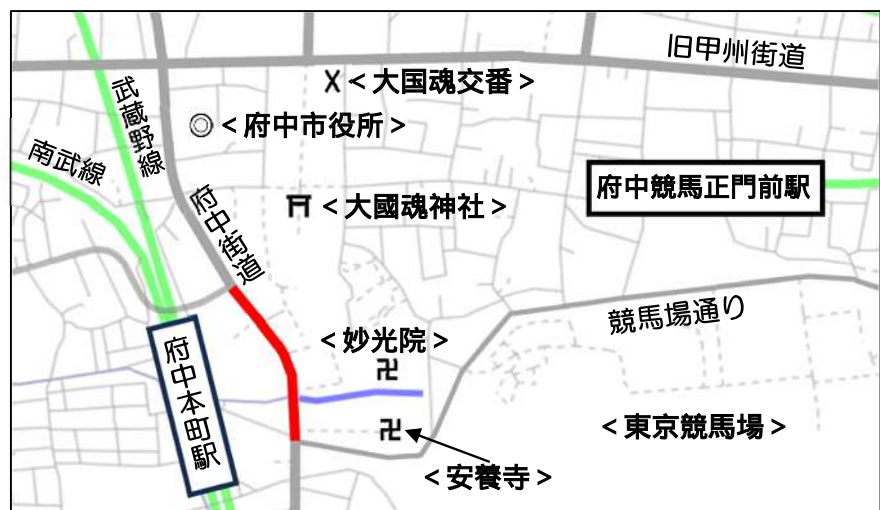 旧甲州街道
X＜大国魂交番＞
武蔵野線
◎＜府中市役所＞
南武線
府中競馬正門前駅
＜大國魂神社＞
府中街道
競馬場通り
＜妙光院＞
府中本町駅
＜東京競馬場＞
＜安養寺＞